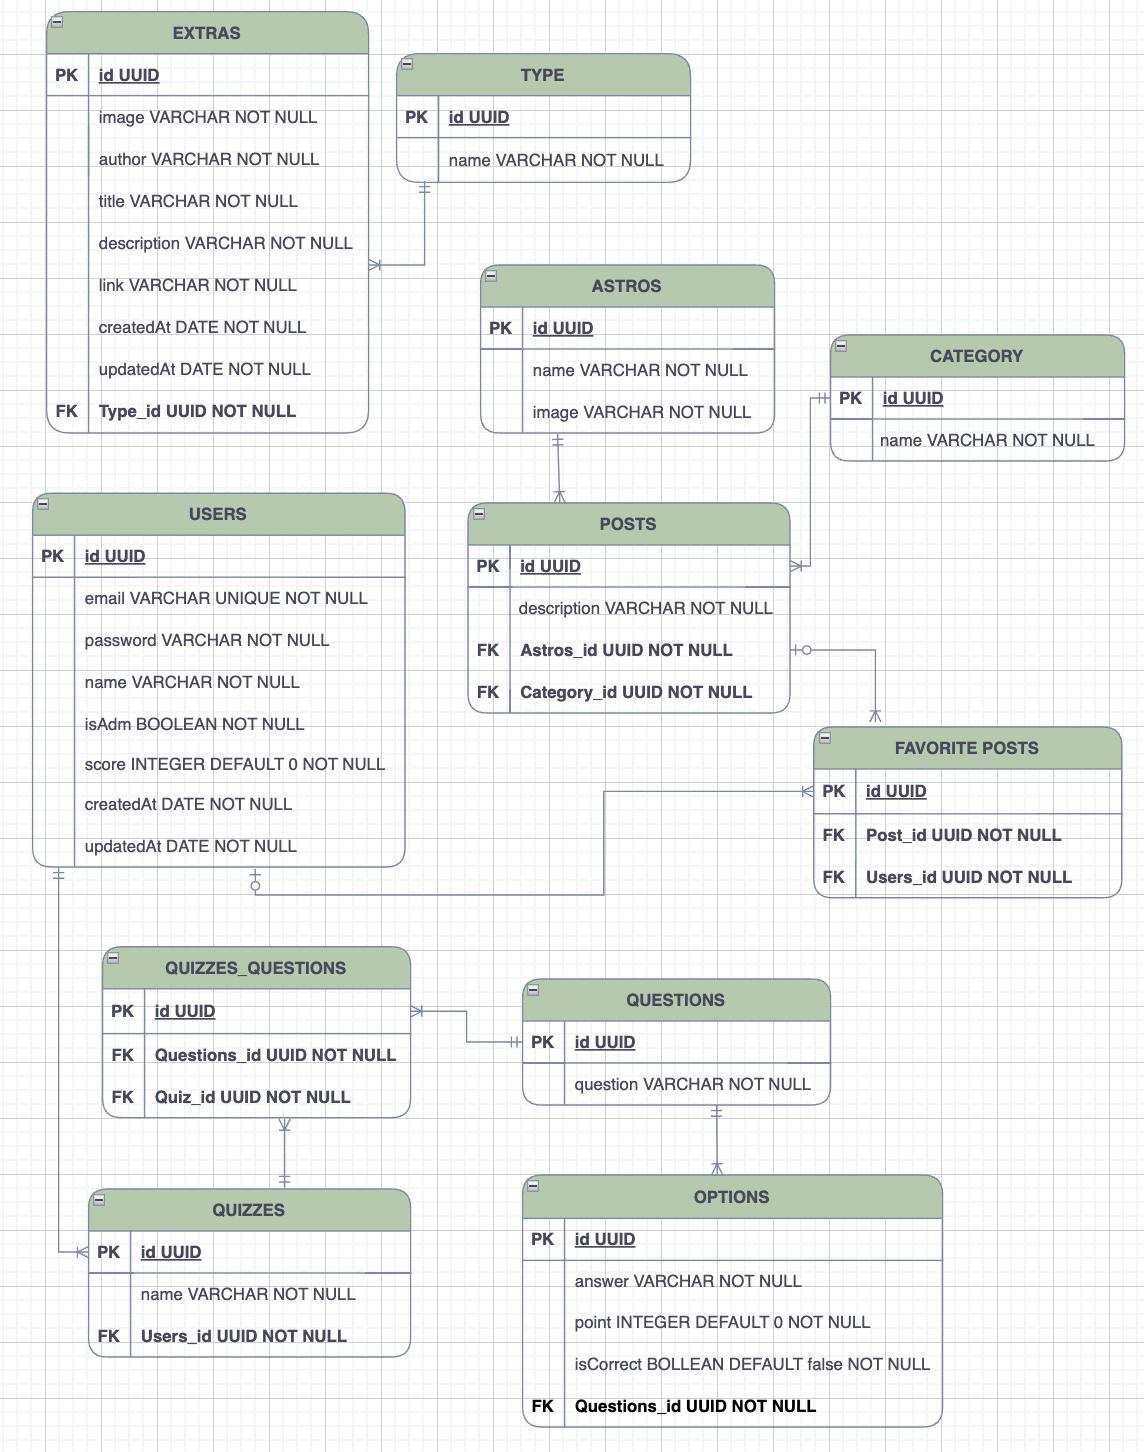 EXTRAS
PK id UUID
image VARCHAR NOT NULL
author VARCHAR NOT NULL
title VARCHAR NOT NULL
description VARCHAR NOT NULL
link VARCHAR NOT NULL
createdAt DATE NOT NULL
updatedAt DATE NOT NULL
FK Type_id UUID NOT NULL
TYPE
PK id UUID
name VARCHAR NOT NULL
ASTROS
PK id UUID
name VARCHAR NOT NULL
image VARCHAR NOT NULL
CATEGORY
PK id UUID
name VARCHAR NOT NULL
USERS
PK id UUID
email VARCHAR UNIQUE NOT NULL
password VARCHAR NOT NULL
name VARCHAR NOT NULL
isAdm BOOLEAN NOT NULL
score INTEGER DEFAULT 0 NOT NULL
createdAt DATE NOT NULL
updatedAt DATE NOT NULL
POSTS
PK id UUID
description VARCHAR NOT NULL
FK Astros_id UUID NOT NULL
FK Category_id UUID NOT NULL
FAVORITE POSTS
PK id UUID
FK Post_id UUID NOT NULL
FK Users_id UUID NOT NULL
QUIZZES_QUESTIONS
PK id UUID
FK Questions_id UUID NOT NULL
FK Quiz_id UUID NOT NULL
QUESTIONS
PK id UUID
question VARCHAR NOT NULL
QUIZZES
PK id UUID
name VARCHAR NOT NULL
FK Users_id UUID NOT NULL
OPTIONS
PK id UUID
answer VARCHAR NOT NULL
point INTEGER DEFAULT 0 NOT NULL
isCorrect BOLLEAN DEFAULT false NOT NULL
FK Questions_id UUID NOT NULL